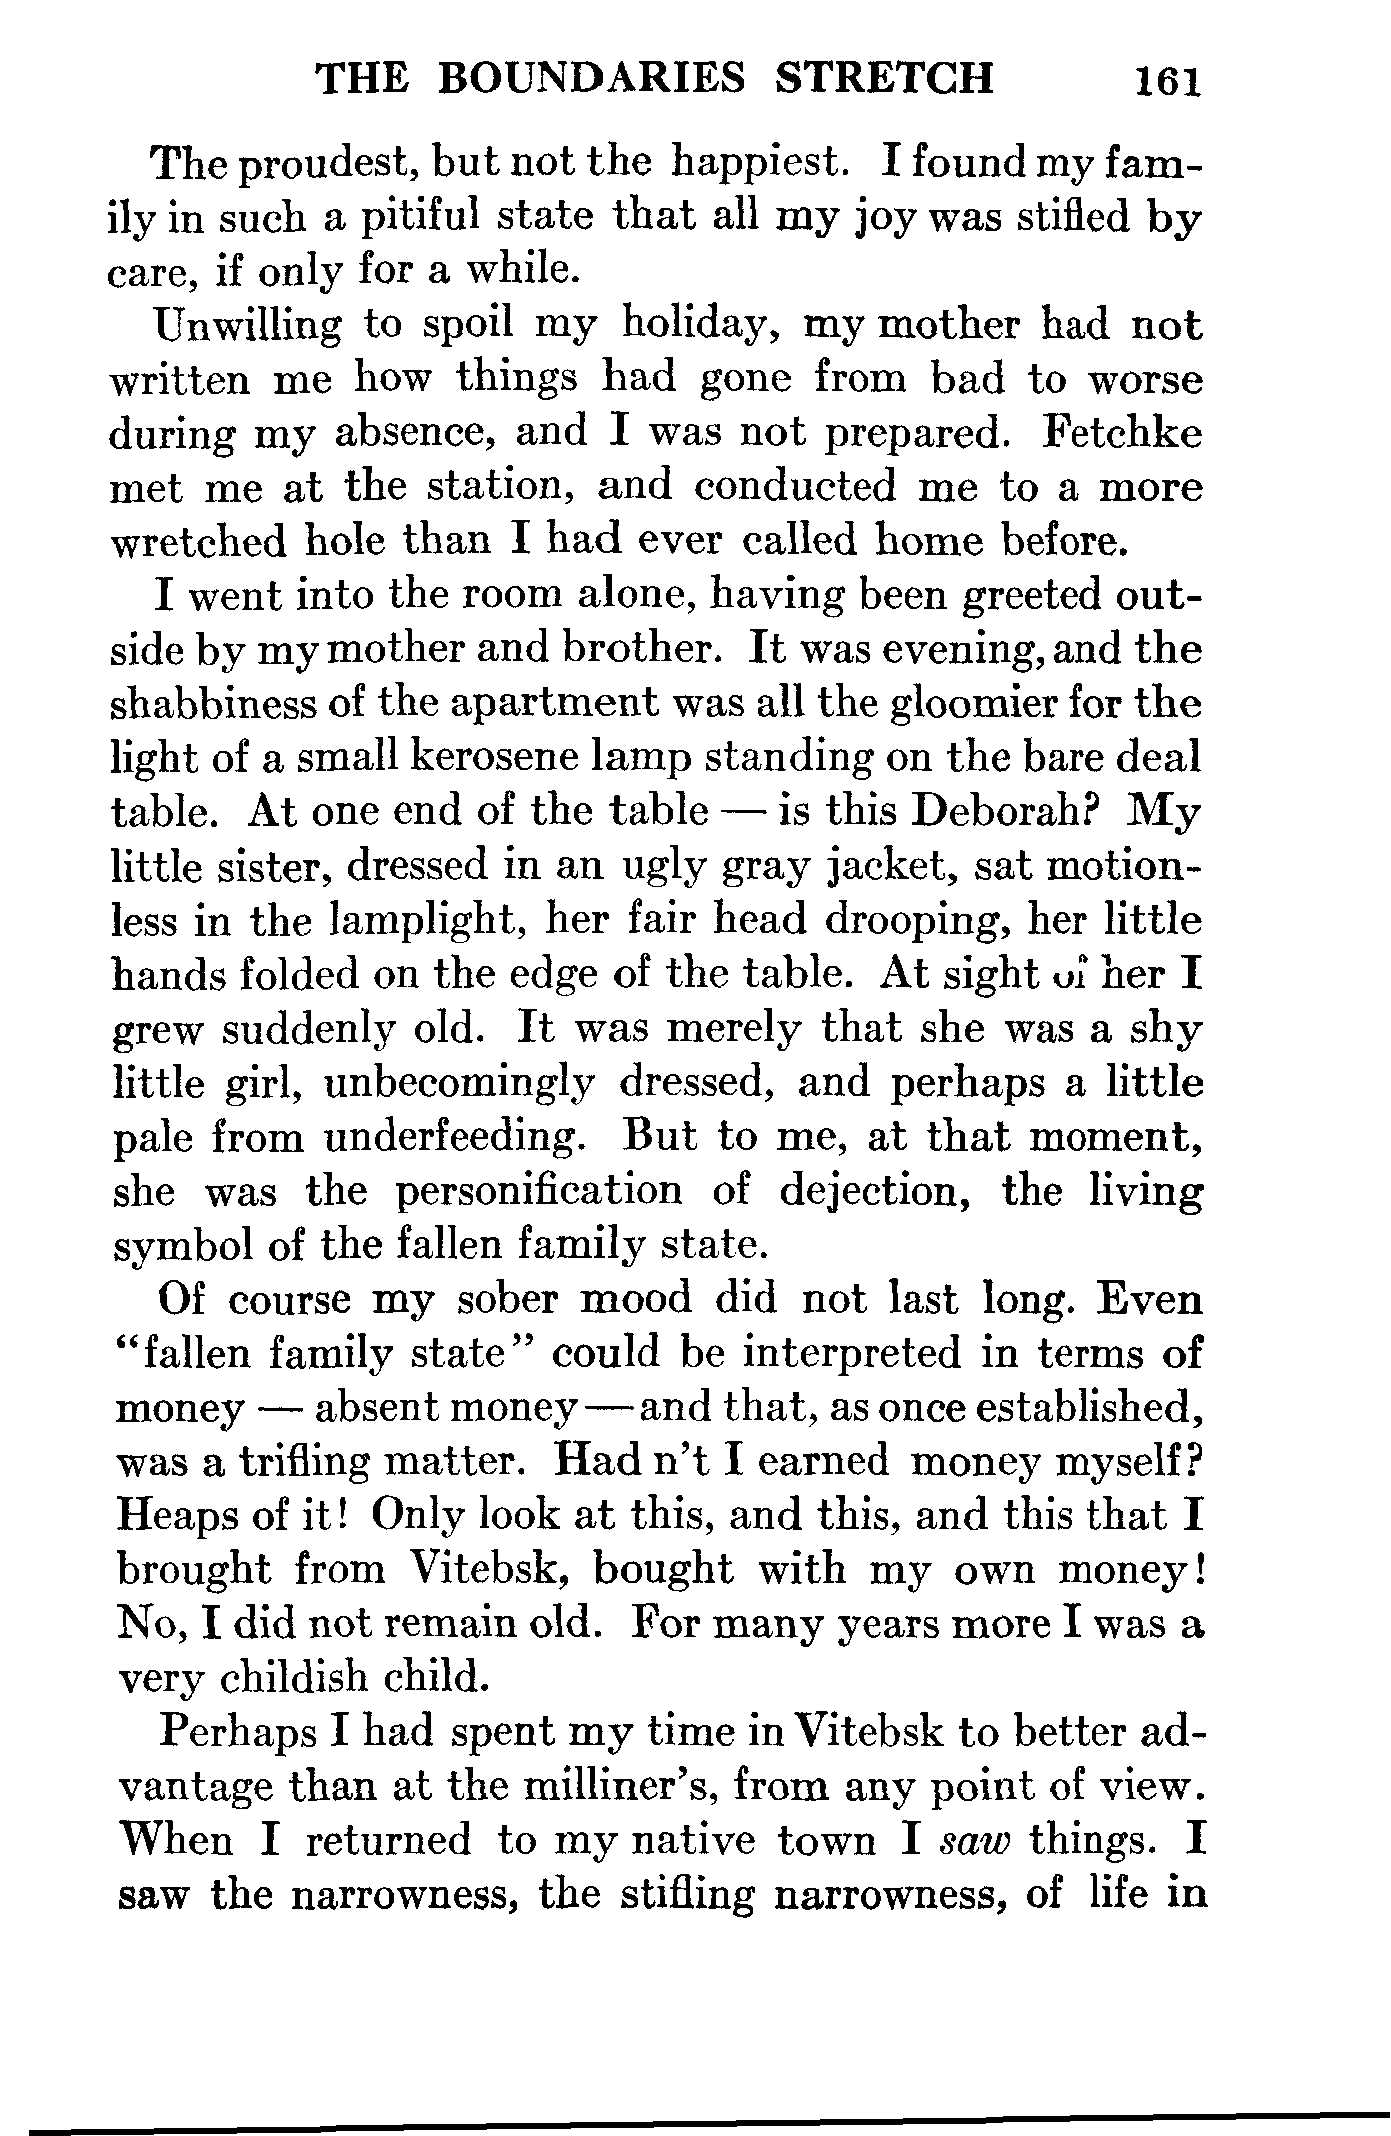 THE BOUNDARIES STRETCH 161
The proudest, but not the happiest. I found my fam-
ily in such a pitiful state that all my joy was stifled by
care, if only for a while.
Unwilling to spoil my holiday, my mother had not
written me how things had gone from bad to worse
during my absence, and I was not prepared. Fetchke
met me at the station, and conducted me to a more
wretched hole than I had ever called home before.
I went into the room alone, having been greeted out-
side by my mother and brother. It was evening, and the
shabbiness of the apartment was all the gloomier for the
light of a small kerosene lamp standing on the bare deal
table. At one end of the table — is this Deborah? My
little sister, dressed in an ugly gray jacket, sat motion-
less in the lamplight, her fair head drooping, her little
hands folded on the edge of the table. At sight of her I
grew suddenly old. It was merely that she was a shy
little girl, unbecomingly dressed, and perhaps a little
pale from underfeeding. But to me, at that moment,
she was the personification of dejection, the living
symbol of the fallen family state.
Of course my sober mood did not last long. Even
“fallen family state” could be interpreted in terms of
money — absent money — and that, as once established,
was a trifling matter. Had n't I earned money myself?
Heaps of it! Only look at this, and this, and this that I
brought from Vitebsk, bought with my own money!
No, I did not remain old. For many years more I was a
very childish child.
Perhaps I had spent my time in Vitebsk to better ad-
vantage than at the milliner's, from any point of view.
When I returned to my native town I saw things. I
saw the narrowness, the stifling narrowness, of life in